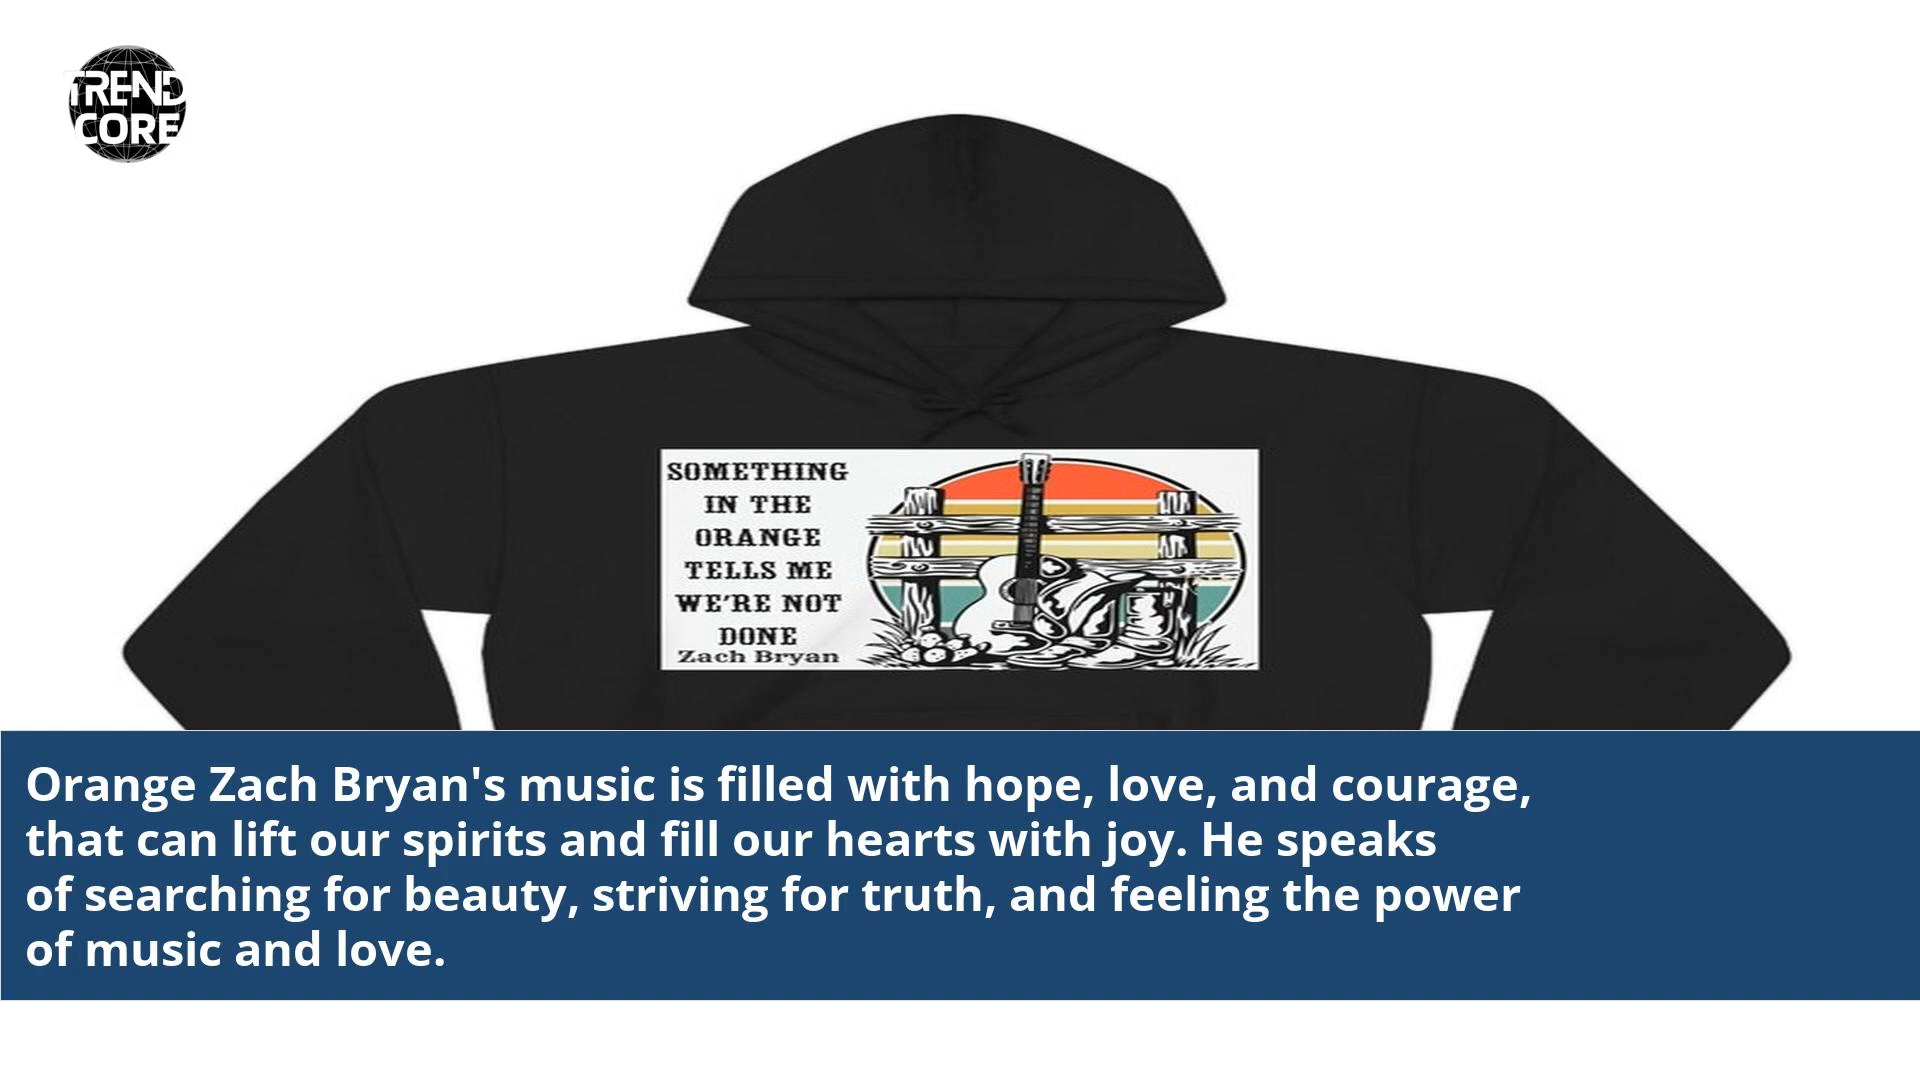 TREND
CORE
SOMETHING
IN THE
ORANGE
TELLS ME
WE'RE NOT
DONE
Zach Bryan
Orange Zach Bryan's music is filled with hope, love, and courage,
that can lift our spirits and fill our hearts with joy. He speaks
of searching for beauty, striving for truth, and feeling the power
of music and love.